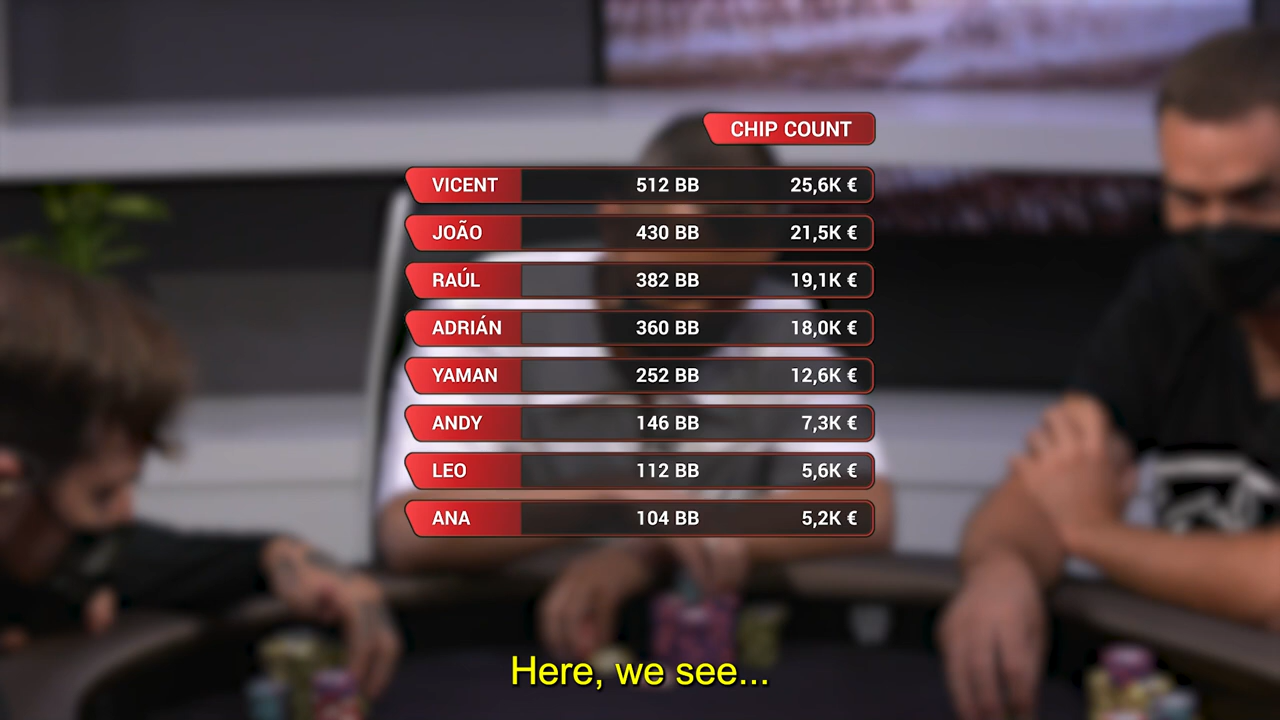 CHIP COUNT
VICENT 512 BB 25,6K €
JOÃO 430 BB 21,5K €
RAÚL 382 BB 19,1K €
ADRIÁN 360 BB 18,0K €
YAMAN 252 BB 12,6K €
ANDY 146 BB 7,3K €
LEO 112 BB 5,6K €
ANA 104 BB 5,2K €
Here, we see...